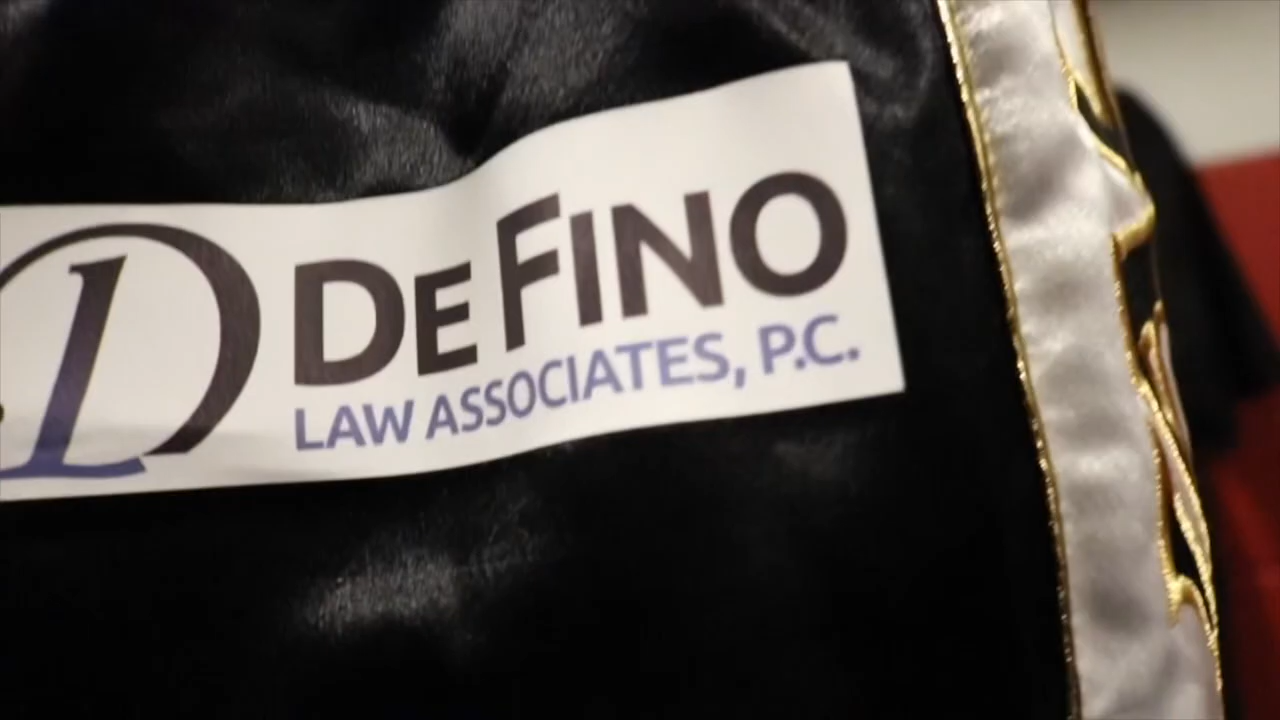 D
DEFINO
LAW ASSOCIATES, P.C.